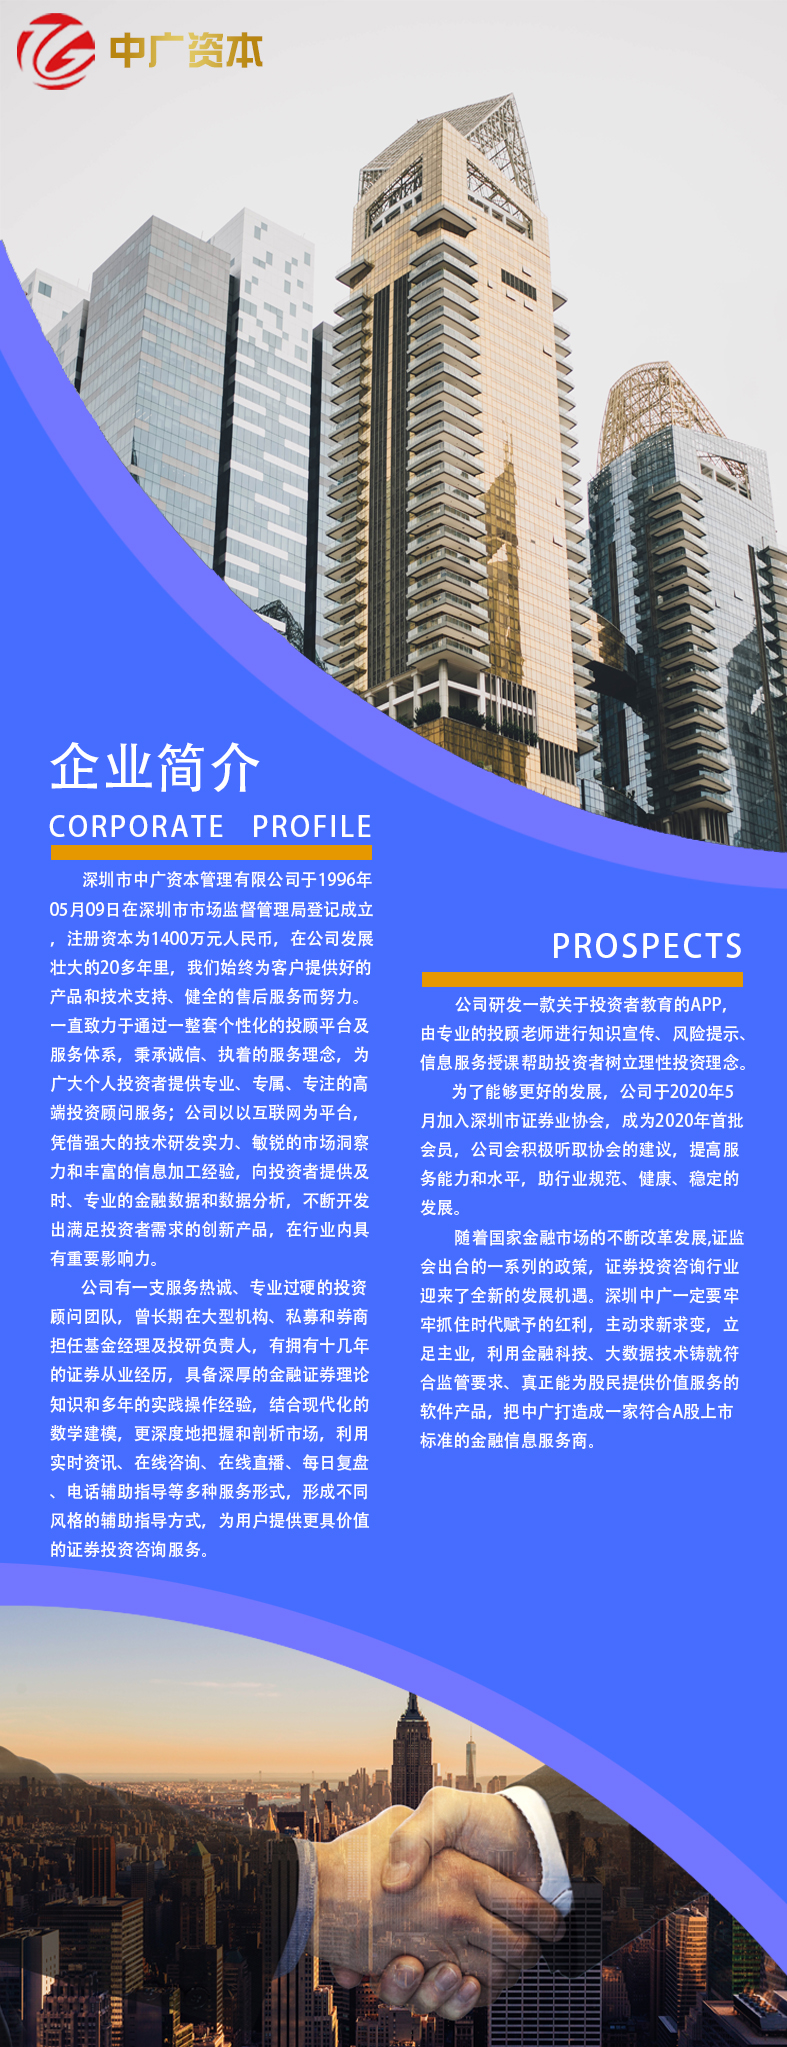 中广资本
企业简介
CORPORATE PROFILE
深圳市中广资本管理有限公司于1996年
05月09日在深圳市市场监督管理局登记成立
，注册资本为1400万元人民币，在公司发展
壮大的20多年里，我们始终为客户提供好的
产品和技术支持、健全的售后服务而努力。
一直致力于通过一整套个性化的投顾平台及
服务体系，秉承诚信、执着的服务理念，为
广大个人投资者提供专业、专属、专注的高
端投资顾问服务；公司以以互联网为平台，
凭借强大的技术研发实力、敏锐的市场洞察
力和丰富的信息加工经验，向投资者提供及
时、专业的金融数据和数据分析，不断开发
出满足投资者需求的创新产品，在行业内具
有重要影响力。
公司有一支服务热诚、专业过硬的投资
顾问团队，曾长期在大型机构、私募和券商
担任基金经理及投研负责人，有拥有十几年
的证券从业经历，具备深厚的金融证券理论
知识和多年的实践操作经验，结合现代化的
数学建模，更深度地把握和剖析市场，利用
实时资讯、在线咨询、在线直播、每日复盘
、电话辅助指导等多种服务形式，形成不同
风格的辅助指导方式，为用户提供更具价值
的证券投资咨询服务。
PROSPECTS
公司研发一款关于投资者教育的APP，
由专业的投顾老师进行知识宣传、风险提示、
信息服务授课帮助投资者树立理性投资理念。
为了能够更好的发展，公司于2020年5
月加入深圳市证券业协会，成为2020年首批
会员，公司会积极听取协会的建议，提高服
务能力和水平，助行业规范、健康、稳定的
发展。
随着国家金融市场的不断改革发展,证监
会出台的一系列的政策，证券投资咨询行业
迎来了全新的发展机遇。深圳中广一定要牢
牢抓住时代赋予的红利，主动求新求变，立
足主业，利用金融科技、大数据技术铸就符
合监管要求、真正能为股民提供价值服务的
软件产品，把中广打造成一家符合A股上市
标准的金融信息服务商。